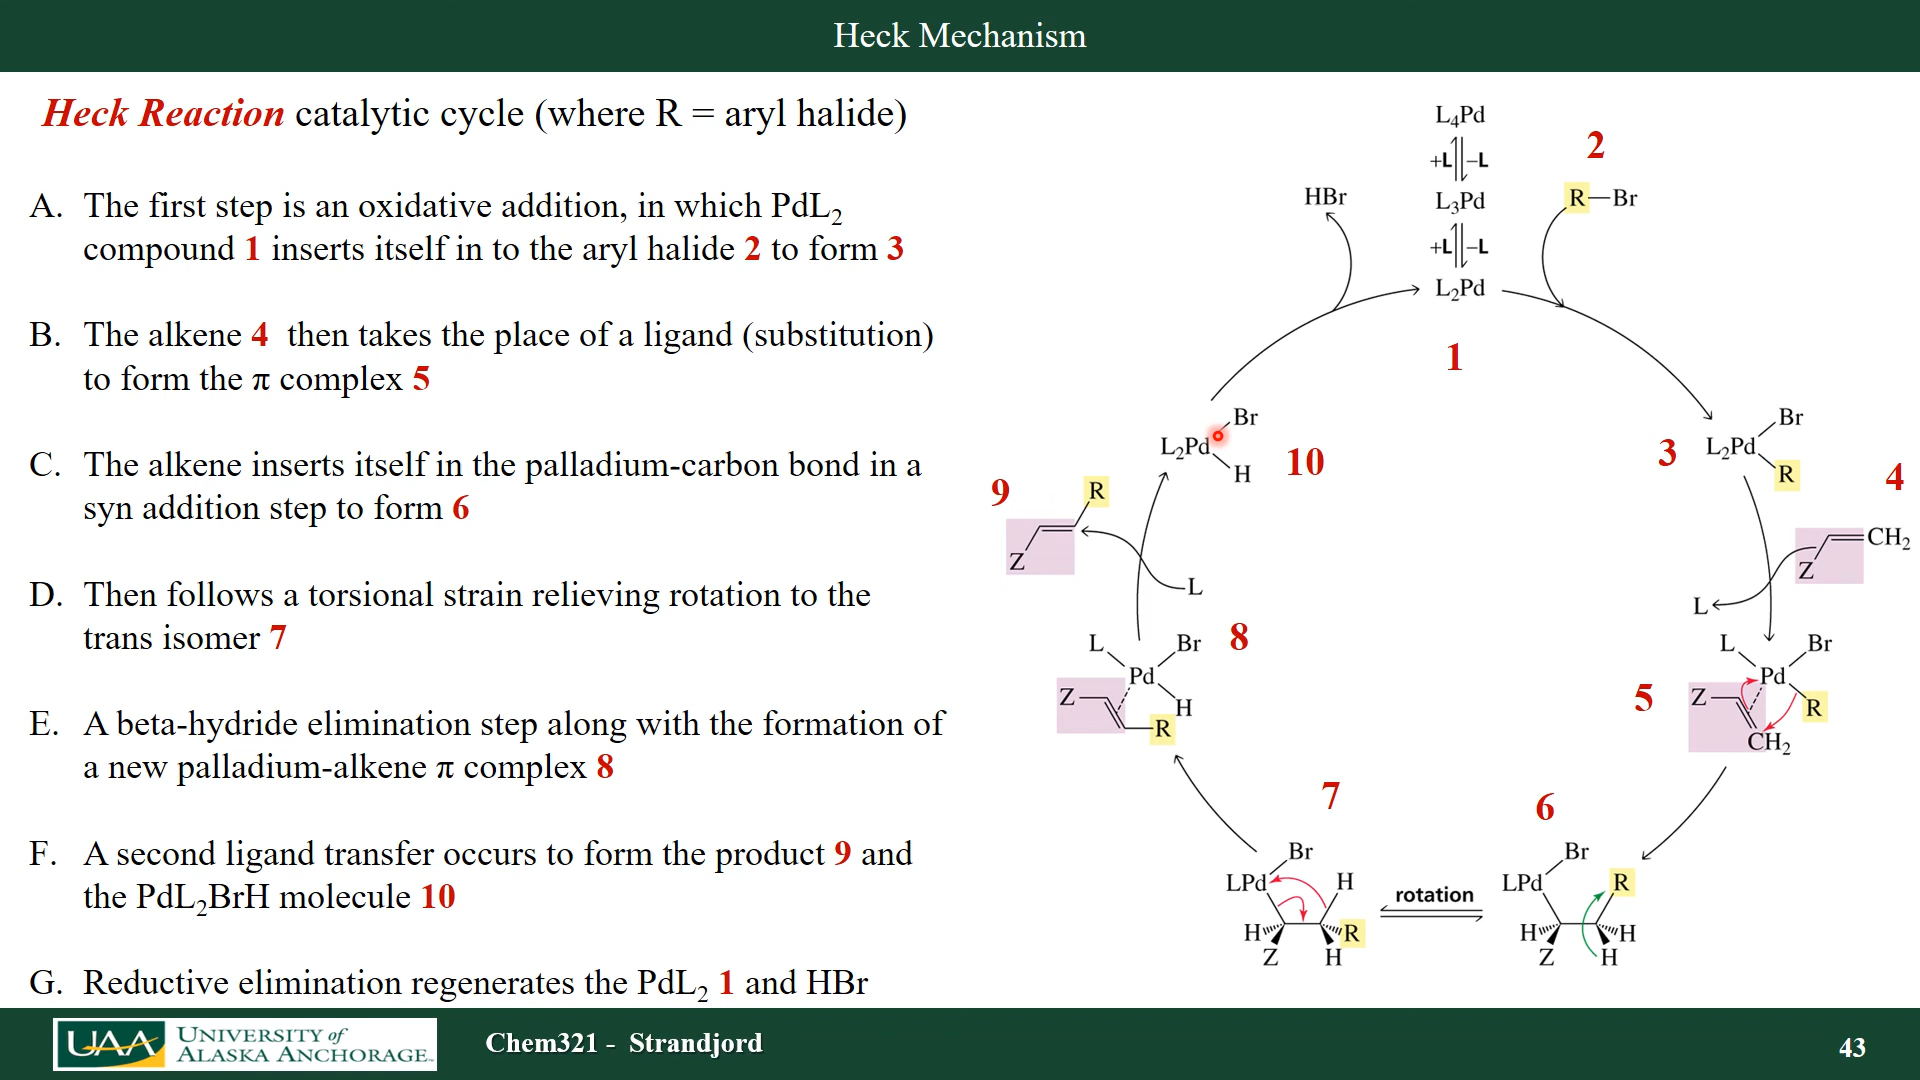 Heck Mechanism
Heck Reaction catalytic cycle (where R = aryl halide)
A. The first step is an oxidative addition, in which PdL2
compound 1 inserts itself in to the aryl halide 2 to form 3
B. The alkene 4 then takes the place of a ligand (substitution)
to form the π complex 5
C. The alkene inserts itself in the palladium-carbon bond in a
syn addition step to form 6
D. Then follows a torsional strain relieving rotation to the
trans isomer 7
E. A beta-hydride elimination step along with the formation of
a new palladium-alkene π complex 8
F. A second ligand transfer occurs to form the product 9 and
the PdL2BrH molecule 10
G. Reductive elimination regenerates the PdL2 1 and HBr
L4Pd
+L -L
L3Pd
+L -L
L2Pd
1
2
R—Br
HBr
3
L2Pd
Br
R
4
Z
CH2
L
5
L
Br
Pd
Z
R
CH2
6
Br
LPd
R
H
H
Z
H
rotation
7
Br
LPd
H
H
R
Z
H
8
L
Br
Pd
Z
H
R
9
R
Z
L
10
L2Pd
Br
H
UAA
UNIVERSITY of
ALASKA ANCHORAGE
Chem321 - Strandjord
43